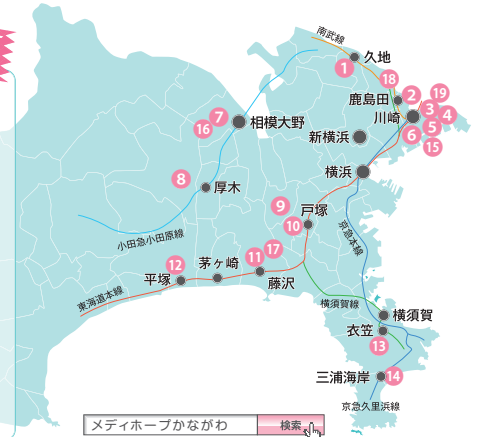 南武線
久地
1
18
鹿島田
2
19
3
4
川崎
5
6
15
7
16
相模大野
新横浜
横浜
8
厚木
9
戸塚
10
京急本線
小田急小田原線
17
11
茅ヶ崎
12
平塚
藤沢
東海道本線
横須賀線
横須賀
衣笠
13
三浦海岸
14
京急久里浜線
メディホープかながわ
検索